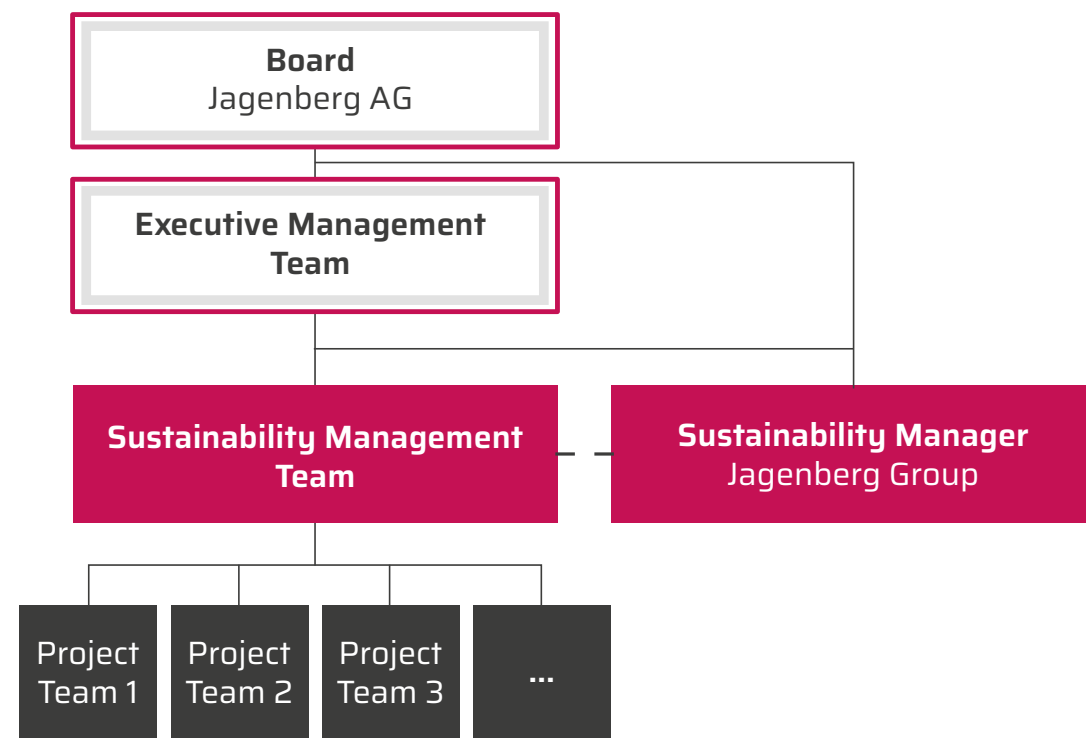 Board
Jagenberg AG
Executive Management
Team
Sustainability Management
Team
Sustainability Manager
Jagenberg Group
Project
Team 1
Project
Team 2
Project
Team 3
...